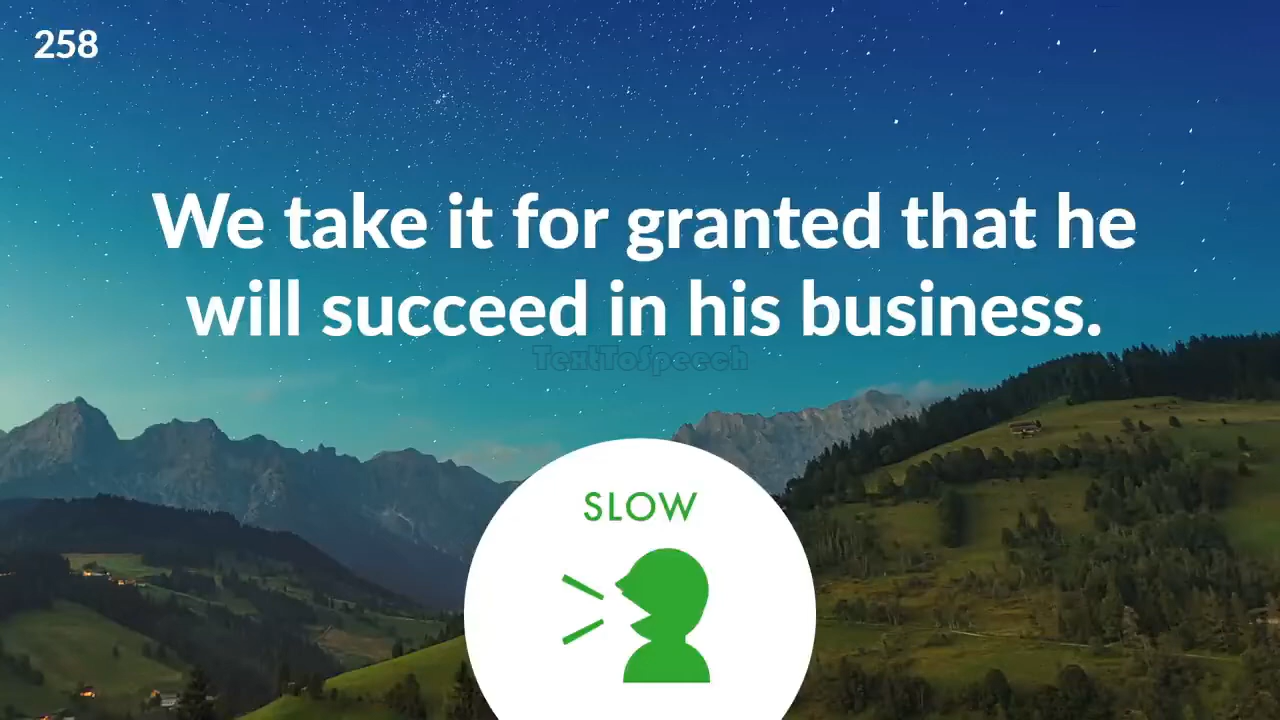 258
We take it for granted that he
will succeed in his business.
TextToSpeech
SLOW